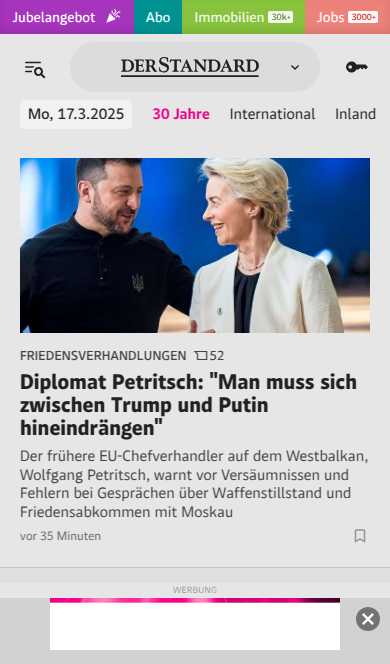 Jubelangebot Abo Immobilien 30k+ Jobs 3000+
DERSTANDARD
Mo, 17.3.2025 30 Jahre International Inland
FRIEDENSVERHANDLUNGEN 52
Diplomat Petritsch: "Man muss sich
zwischen Trump und Putin
hineindrängen"
Der frühere EU-Chefverhandler auf dem Westbalkan,
Wolfgang Petritsch, warnt vor Versäumnissen und
Fehlern bei Gesprächen über Waffenstillstand und
Friedensabkommen mit Moskau
vor 35 Minuten
WERBUNG